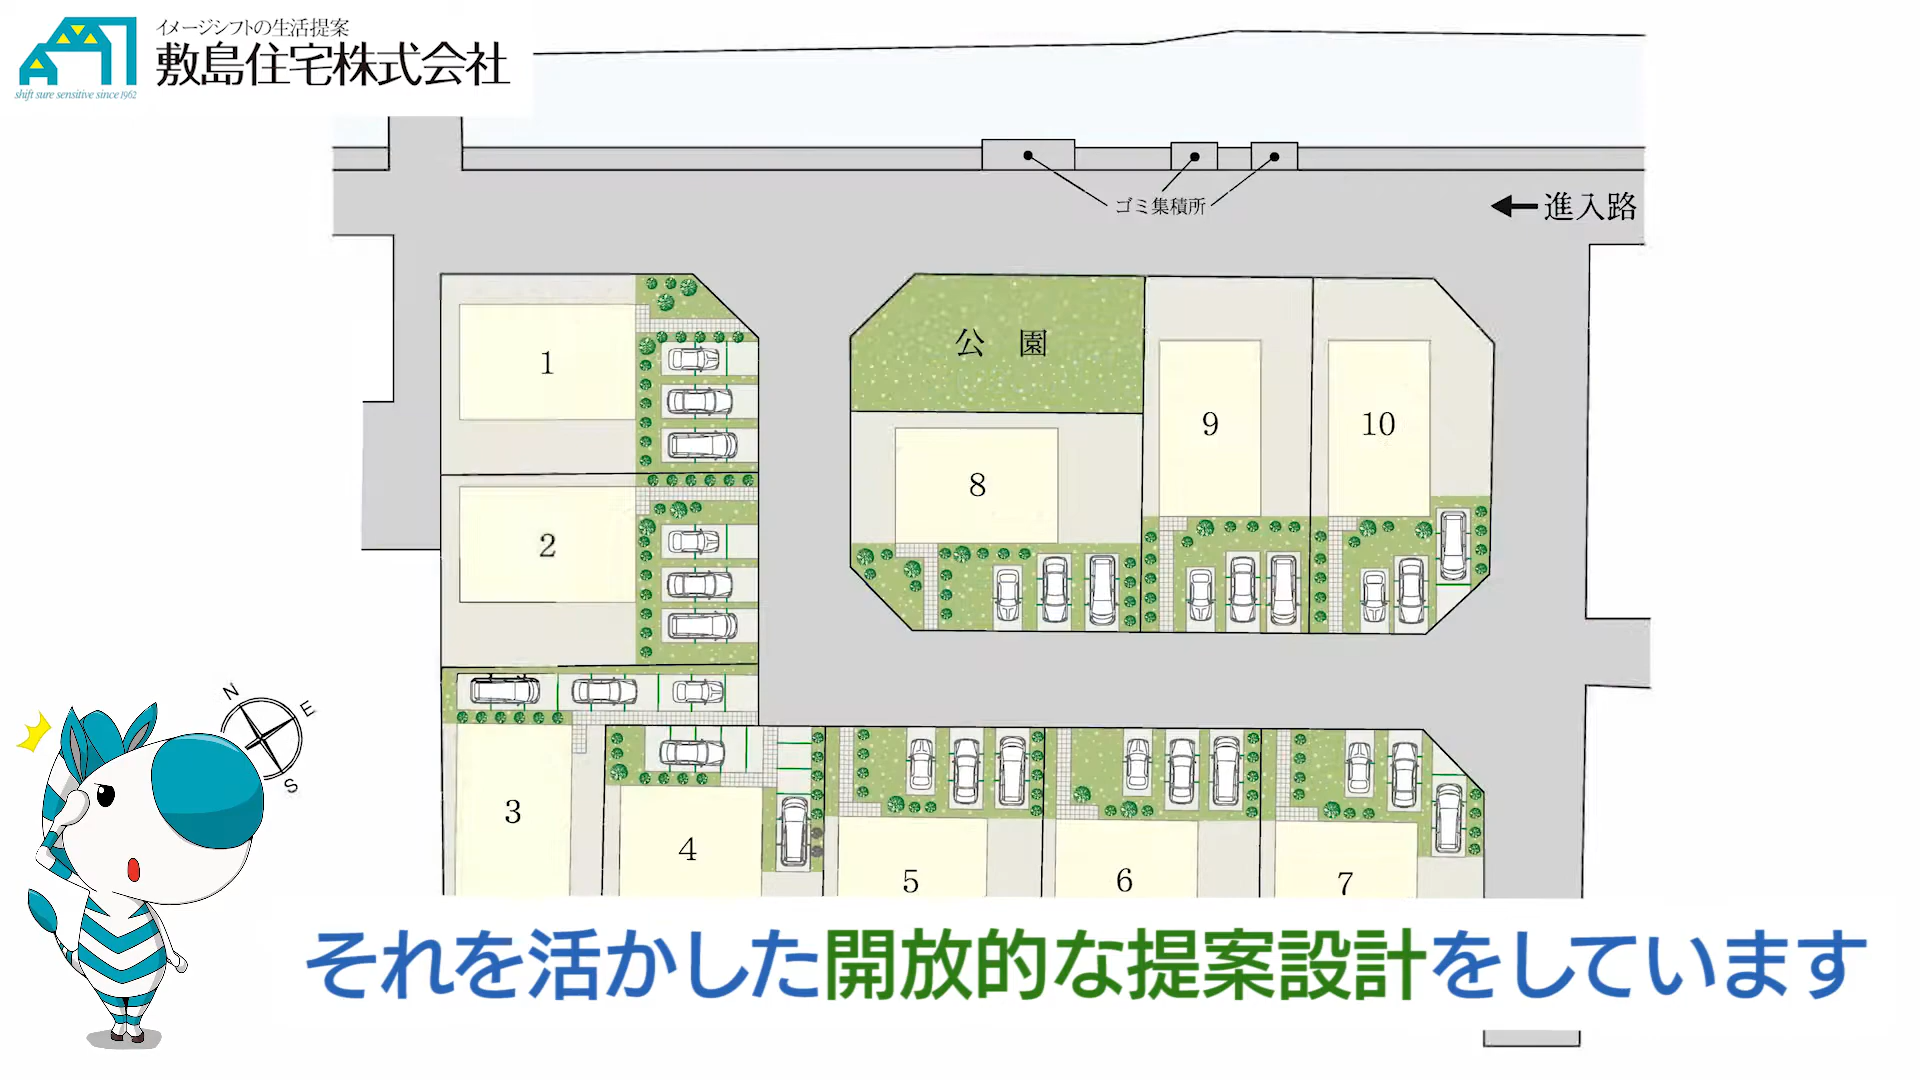 イメージシフトの生活提案
敷島住宅株式会社
shift sure sensitive since 1962
ゴミ集積所
進入路
公園
1
2
3
4
5
6
7
8
9
10
N
E
S
それを活かした開放的な提案設計をしています